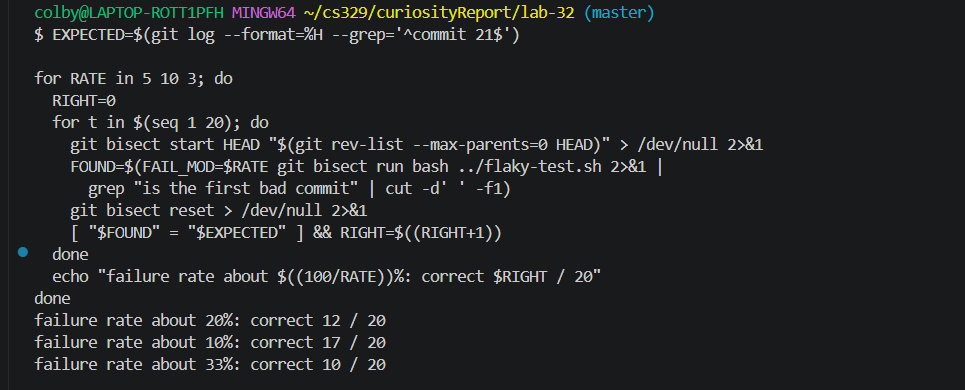 colby@LAPTOP-ROTT1PFH MINGW64 ~/cs329/curiosityReport/lab-32 (master)
$ EXPECTED=$(git log --format=%H --grep='^commit 21$')

for RATE in 5 10 3; do
  RIGHT=0
  for t in $(seq 1 20); do
    git bisect start HEAD "$(git rev-list --max-parents=0 HEAD)" > /dev/null 2>&1
    FOUND=$(FAIL_MOD=$RATE git bisect run bash ../flaky-test.sh 2>&1 |
      grep "is the first bad commit" | cut -d' ' -f1)
    git bisect reset > /dev/null 2>&1
    [ "$FOUND" = "$EXPECTED" ] && RIGHT=$((RIGHT+1))
  done
  echo "failure rate about $((100/RATE))%: correct $RIGHT / 20"
done
failure rate about 20%: correct 12 / 20
failure rate about 10%: correct 17 / 20
failure rate about 33%: correct 10 / 20